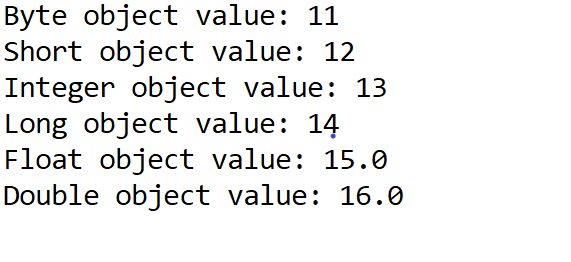 Byte object value: 11
Short object value: 12
Integer object value: 13
Long object value: 14
Float object value: 15.0
Double object value: 16.0